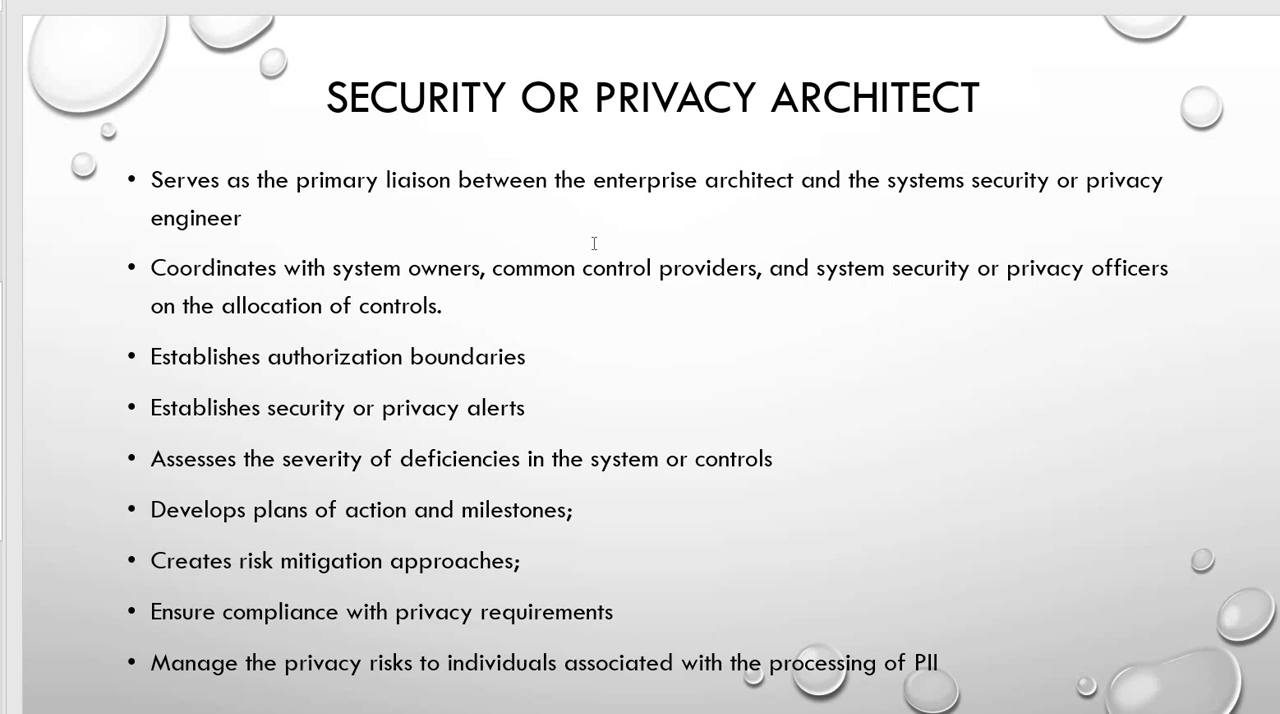 SECURITY OR PRIVACY ARCHITECT
• Serves as the primary liaison between the enterprise architect and the systems security or privacy
engineer
• Coordinates with system owners, common control providers, and system security or privacy officers
on the allocation of controls.
• Establishes authorization boundaries
• Establishes security or privacy alerts
• Assesses the severity of deficiencies in the system or controls
• Develops plans of action and milestones;
• Creates risk mitigation approaches;
• Ensure compliance with privacy requirements
• Manage the privacy risks to individuals associated with the processing of PII